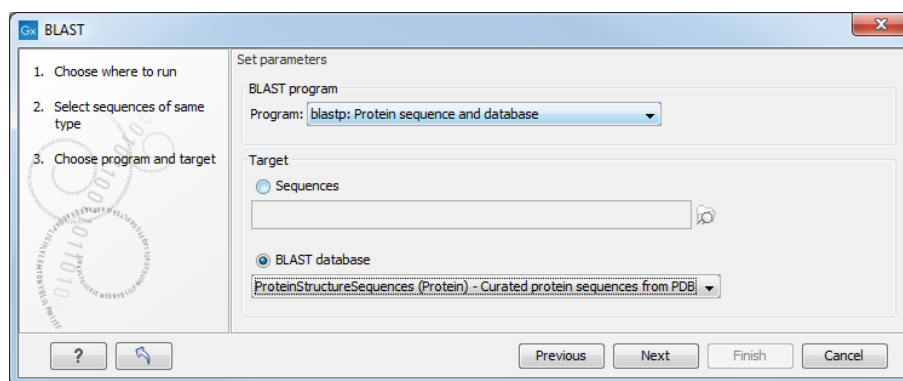 Gx BLAST
1. Choose where to run
2. Select sequences of same
type
3. Choose program and target
Set parameters
BLAST program
Program: blastp: Protein sequence and database
Target
Sequences
BLAST database
ProteinStructureSequences (Protein) - Curated protein sequences from PDB
?
Previous
Next
Finish
Cancel